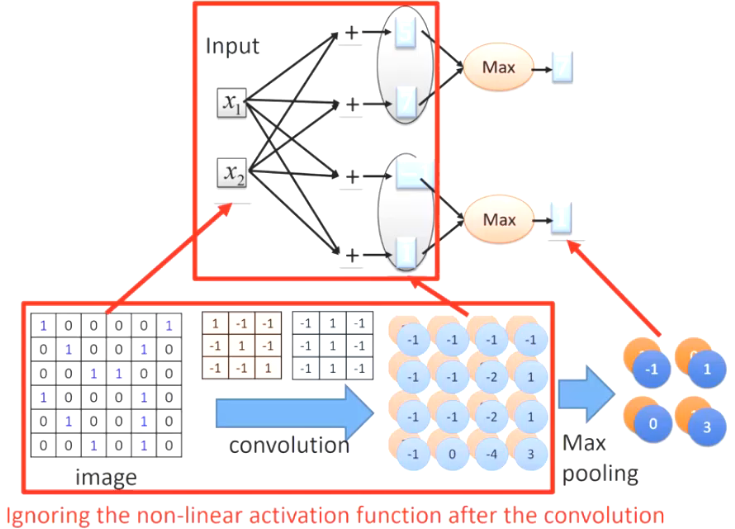 Input
x1
x2
+
+
+
+
Max
Max
1 0 0 0 0 1
0 1 0 0 1 0
0 0 1 1 0 0
1 0 0 0 1 0
0 1 0 0 1 0
0 0 1 0 1 0
image
1 -1 -1
-1 1 -1
-1 -1 1
-1 1 -1
-1 1 -1
-1 1 -1
convolution
-1 -1 -1 -1
-1 -1 -2 1
-1 -1 -2 1
-1 0 -4 3
Max
pooling
-1 1
0 3
Ignoring the non-linear activation function after the convolution